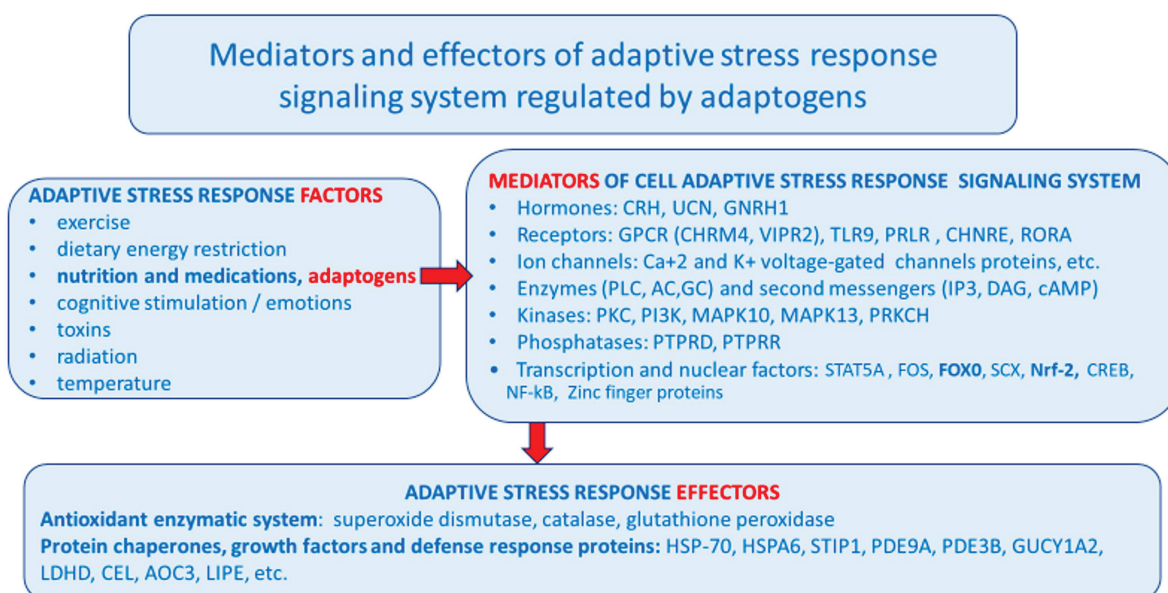 Mediators and effectors of adaptive stress response
signaling system regulated by adaptogens
ADAPTIVE STRESS RESPONSE FACTORS
• exercise
• dietary energy restriction
• nutrition and medications, adaptogens
• cognitive stimulation / emotions
• toxins
• radiation
• temperature
MEDIATORS OF CELL ADAPTIVE STRESS RESPONSE SIGNALING SYSTEM
• Hormones: CRH, UCN, GNRH1
• Receptors: GPCR (CHRM4, VIPR2), TLR9, PRLR , CHNRE, RORA
• Ion channels: Ca+2 and K+ voltage-gated channels proteins, etc.
• Enzymes (PLC, AC,GC) and second messengers (IP3, DAG, cAMP)
• Kinases: PKC, PI3K, MAPK10, MAPK13, PRKCH
• Phosphatases: PTPRD, PTPRR
• Transcription and nuclear factors: STAT5A , FOS, FOX0, SCX, Nrf-2, CREB,
NF-kB, Zinc finger proteins
ADAPTIVE STRESS RESPONSE EFFECTORS
Antioxidant enzymatic system: superoxide dismutase, catalase, glutathione peroxidase
Protein chaperones, growth factors and defense response proteins: HSP-70, HSPA6, STIP1, PDE9A, PDE3B, GUCY1A2,
LDHD, CEL, AOC3, LIPE, etc.